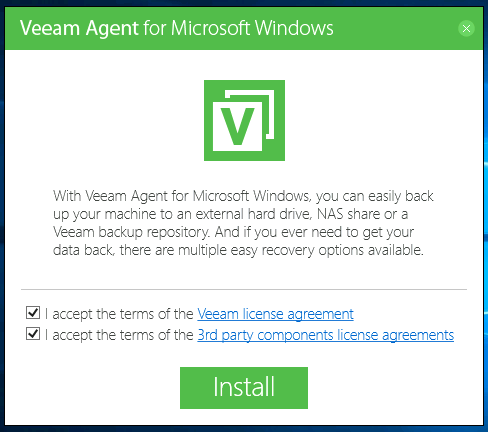 Veeam Agent for Microsoft Windows
V
With Veeam Agent for Microsoft Windows, you can easily back
up your machine to an external hard drive, NAS share or a
Veeam backup repository. And if you ever need to get your
data back, there are multiple easy recovery options available.
I accept the terms of the Veeam license agreement
I accept the terms of the 3rd party components license agreements
Install